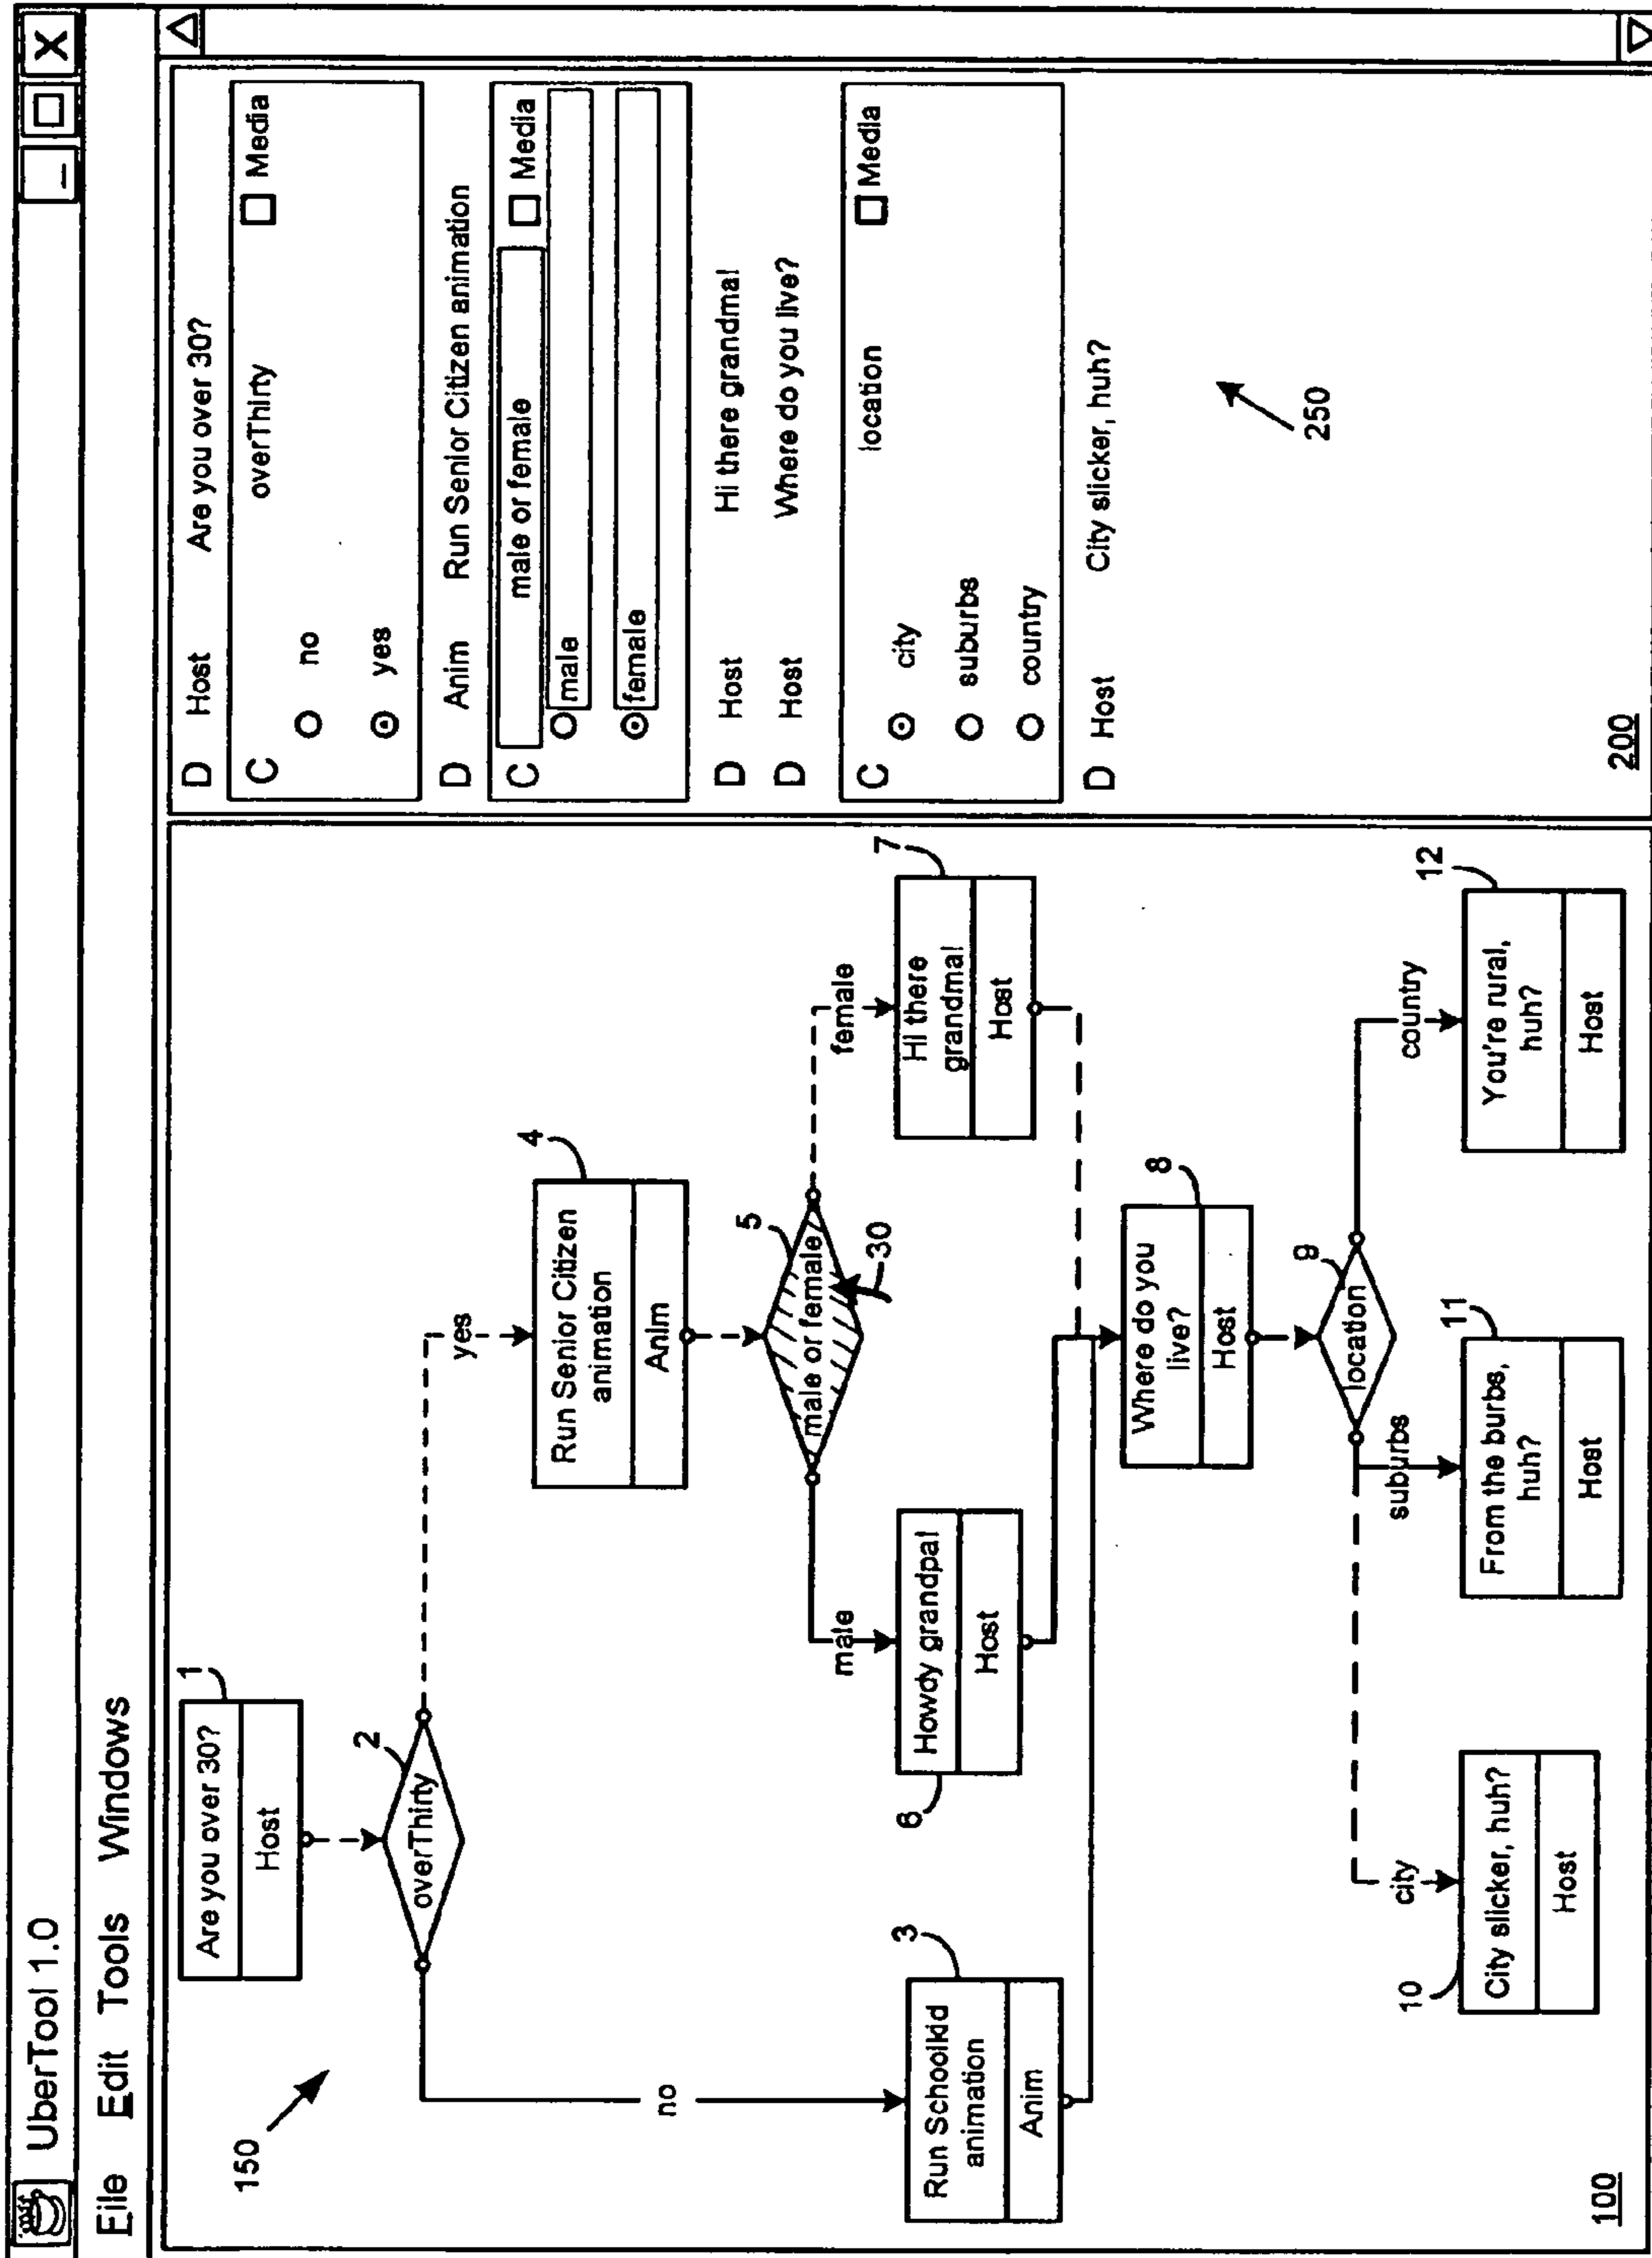 UberTool 1.0
_ X
File Edit Tools Windows
150
1
Are you over 30?
Host
2
overThirty
no
yes
3
Run Schoolkid
animation
Anim
4
Run Senior Citizen
animation
Anim
5
male or female
30
male
female
6
Howdy grandpa!
Host
7
Hi there
grandma!
Host
8
Where do you
live?
Host
9
location
city
suburbs
country
10
City slicker, huh?
Host
11
From the burbs,
huh?
Host
12
You're rural,
huh?
Host
100
D Host Are you over 30?
C overThirty Media
no
yes
D Anim Run Senior Citizen animation
C male or female Media
male
female
D Host Hi there grandma!
D Host Where do you live?
C location Media
city
suburbs
country
D Host City slicker, huh?
250
200